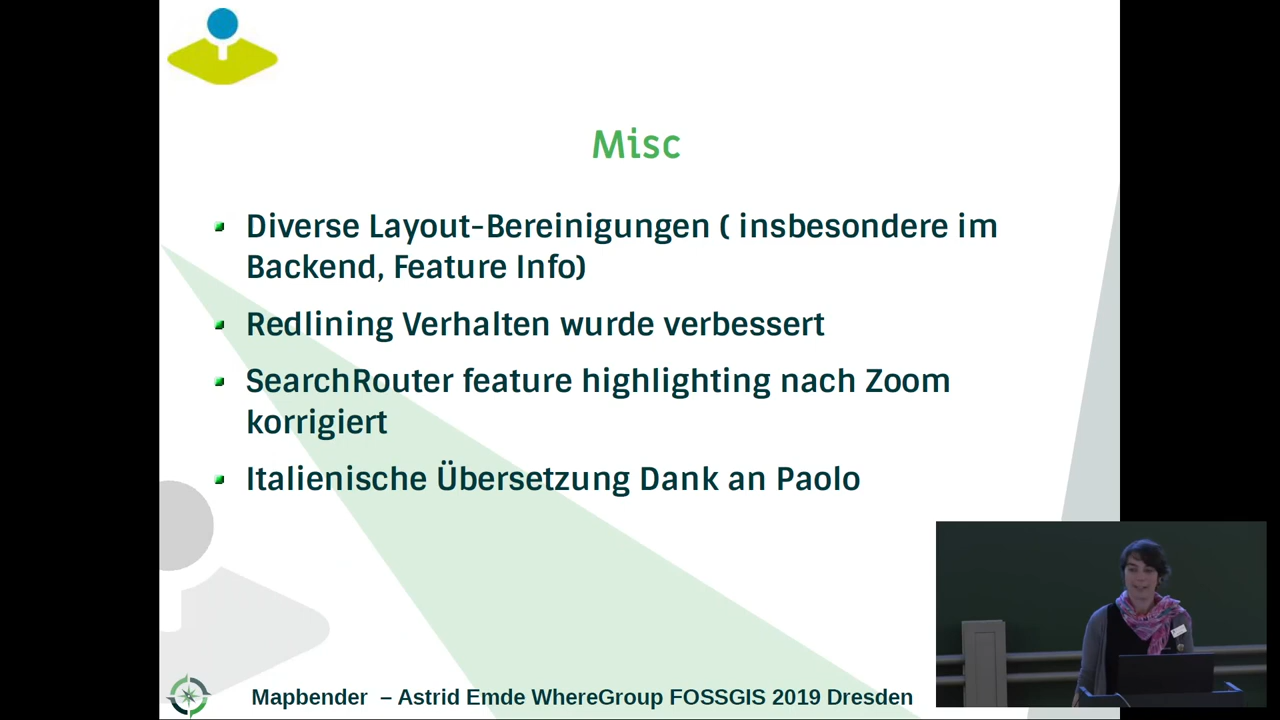 Misc
Diverse Layout-Bereinigungen ( insbesondere im
Backend, Feature Info)
Redlining Verhalten wurde verbessert
SearchRouter feature highlighting nach Zoom
korrigiert
Italienische Übersetzung Dank an Paolo
Mapbender – Astrid Emde WhereGroup FOSSGIS 2019 Dresden